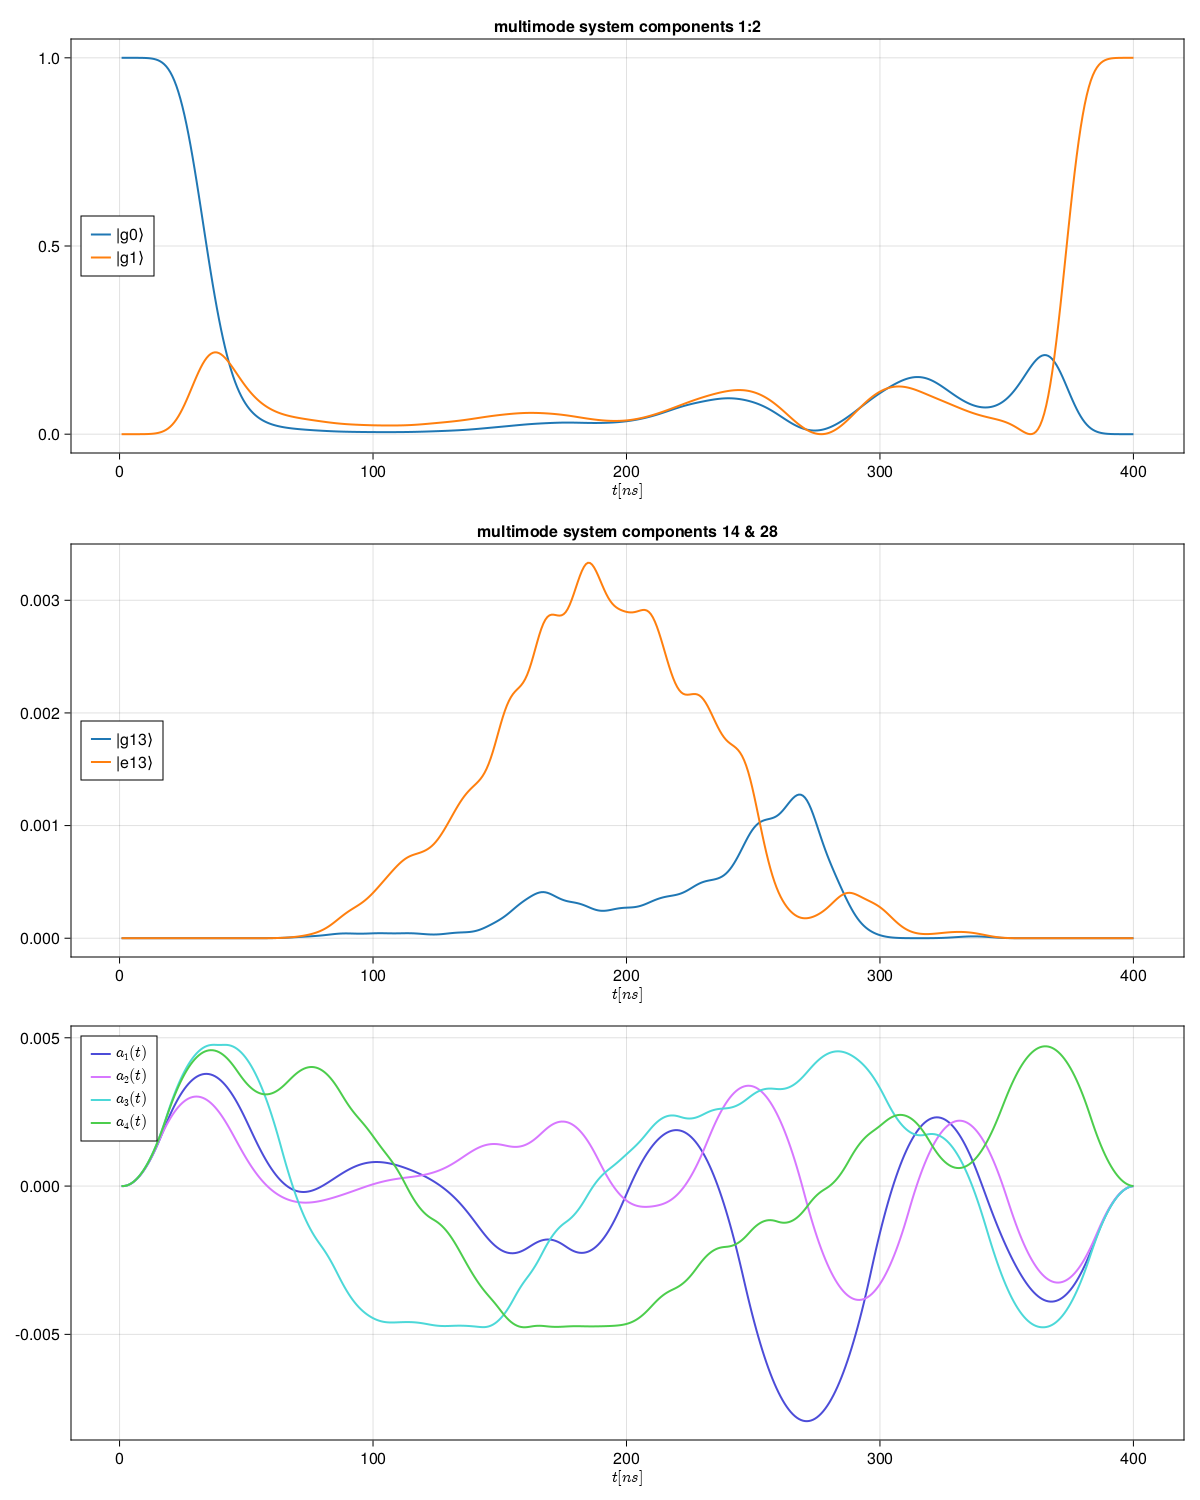 multimode system components 1:2
1.0
0.5
0.0
|g0⟩
|g1⟩
0 100 200 300 400
t[ns]
multimode system components 14 & 28
0.003
0.002
0.001
0.000
|g13⟩
|e13⟩
0 100 200 300 400
t[ns]
0.005
0.000
-0.005
a₁(t)
a₂(t)
a₃(t)
a₄(t)
0 100 200 300 400
t[ns]